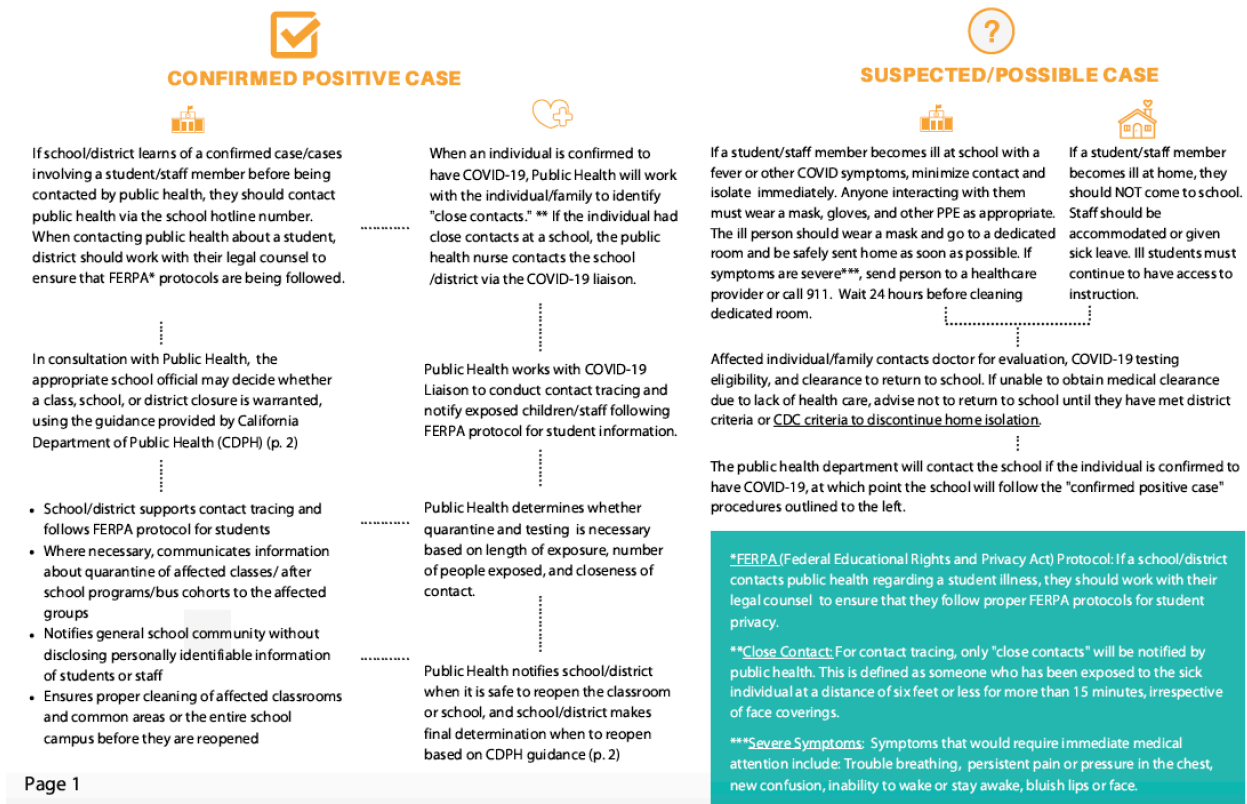 CONFIRMED POSITIVE CASE
If school/district learns of a confirmed case/cases
involving a student/staff member before being
contacted by public health, they should contact
public health via the school hotline number.
When contacting public health about a student,
district should work with their legal counsel to
ensure that FERPA* protocols are being followed.
In consultation with Public Health, the
appropriate school official may decide whether
a class, school, or district closure is warranted,
using the guidance provided by California
Department of Public Health (CDPH) (p. 2)
• School/district supports contact tracing and
follows FERPA protocol for students
• Where necessary, communicates information
about quarantine of affected classes/ after
school programs/bus cohorts to the affected
groups
• Notifies general school community without
disclosing personally identifiable information
of students or staff
• Ensures proper cleaning of affected classrooms
and common areas or the entire school
campus before they are reopened
When an individual is confirmed to
have COVID-19, Public Health will work
with the individual/family to identify
"close contacts." ** If the individual had
close contacts at a school, the public
health nurse contacts the school
/district via the COVID-19 liaison.
Public Health works with COVID-19
Liaison to conduct contact tracing and
notify exposed children/staff following
FERPA protocol for student information.
Public Health determines whether
quarantine and testing is necessary
based on length of exposure, number
of people exposed, and closeness of
contact.
Public Health notifies school/district
when it is safe to reopen the classroom
or school, and school/district makes
final determination when to reopen
based on CDPH guidance (p. 2)
?
SUSPECTED/POSSIBLE CASE
If a student/staff member becomes ill at school with a
fever or other COVID symptoms, minimize contact and
isolate immediately. Anyone interacting with them
must wear a mask, gloves, and other PPE as appropriate.
The ill person should wear a mask and go to a dedicated
room and be safely sent home as soon as possible. If
symptoms are severe***, send person to a healthcare
provider or call 911. Wait 24 hours before cleaning
dedicated room.
If a student/staff member
becomes ill at home, they
should NOT come to school.
Staff should be
accommodated or given
sick leave. Ill students must
continue to have access to
instruction.
Affected individual/family contacts doctor for evaluation, COVID-19 testing
eligibility, and clearance to return to school. If unable to obtain medical clearance
due to lack of health care, advise not to return to school until they have met district
criteria or CDC criteria to discontinue home isolation.
The public health department will contact the school if the individual is confirmed to
have COVID-19, at which point the school will follow the "confirmed positive case"
procedures outlined to the left.
*FERPA (Federal Educational Rights and Privacy Act) Protocol: If a school/district
contacts public health regarding a student illness, they should work with their
legal counsel to ensure that they follow proper FERPA protocols for student
privacy.
**Close Contact: For contact tracing, only "close contacts" will be notified by
public health. This is defined as someone who has been exposed to the sick
individual at a distance of six feet or less for more than 15 minutes, irrespective
of face coverings.
***Severe Symptoms: Symptoms that would require immediate medical
attention include: Trouble breathing, persistent pain or pressure in the chest,
new confusion, inability to wake or stay awake, bluish lips or face.
Page 1